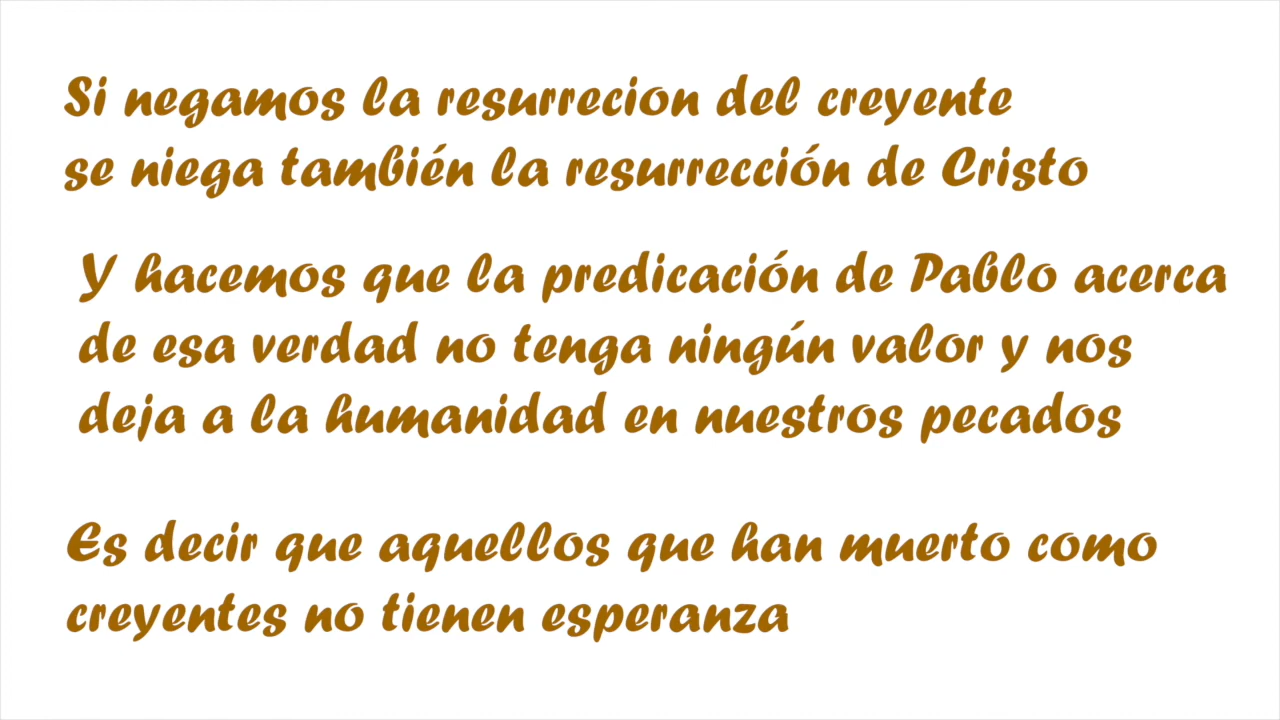 Si negamos la resurrecion del creyente
se niega también la resurrección de Cristo
Y hacemos que la predicación de Pablo acerca
de esa verdad no tenga ningún valor y nos
deja a la humanidad en nuestros pecados
Es decir que aquellos que han muerto como
creyentes no tienen esperanza